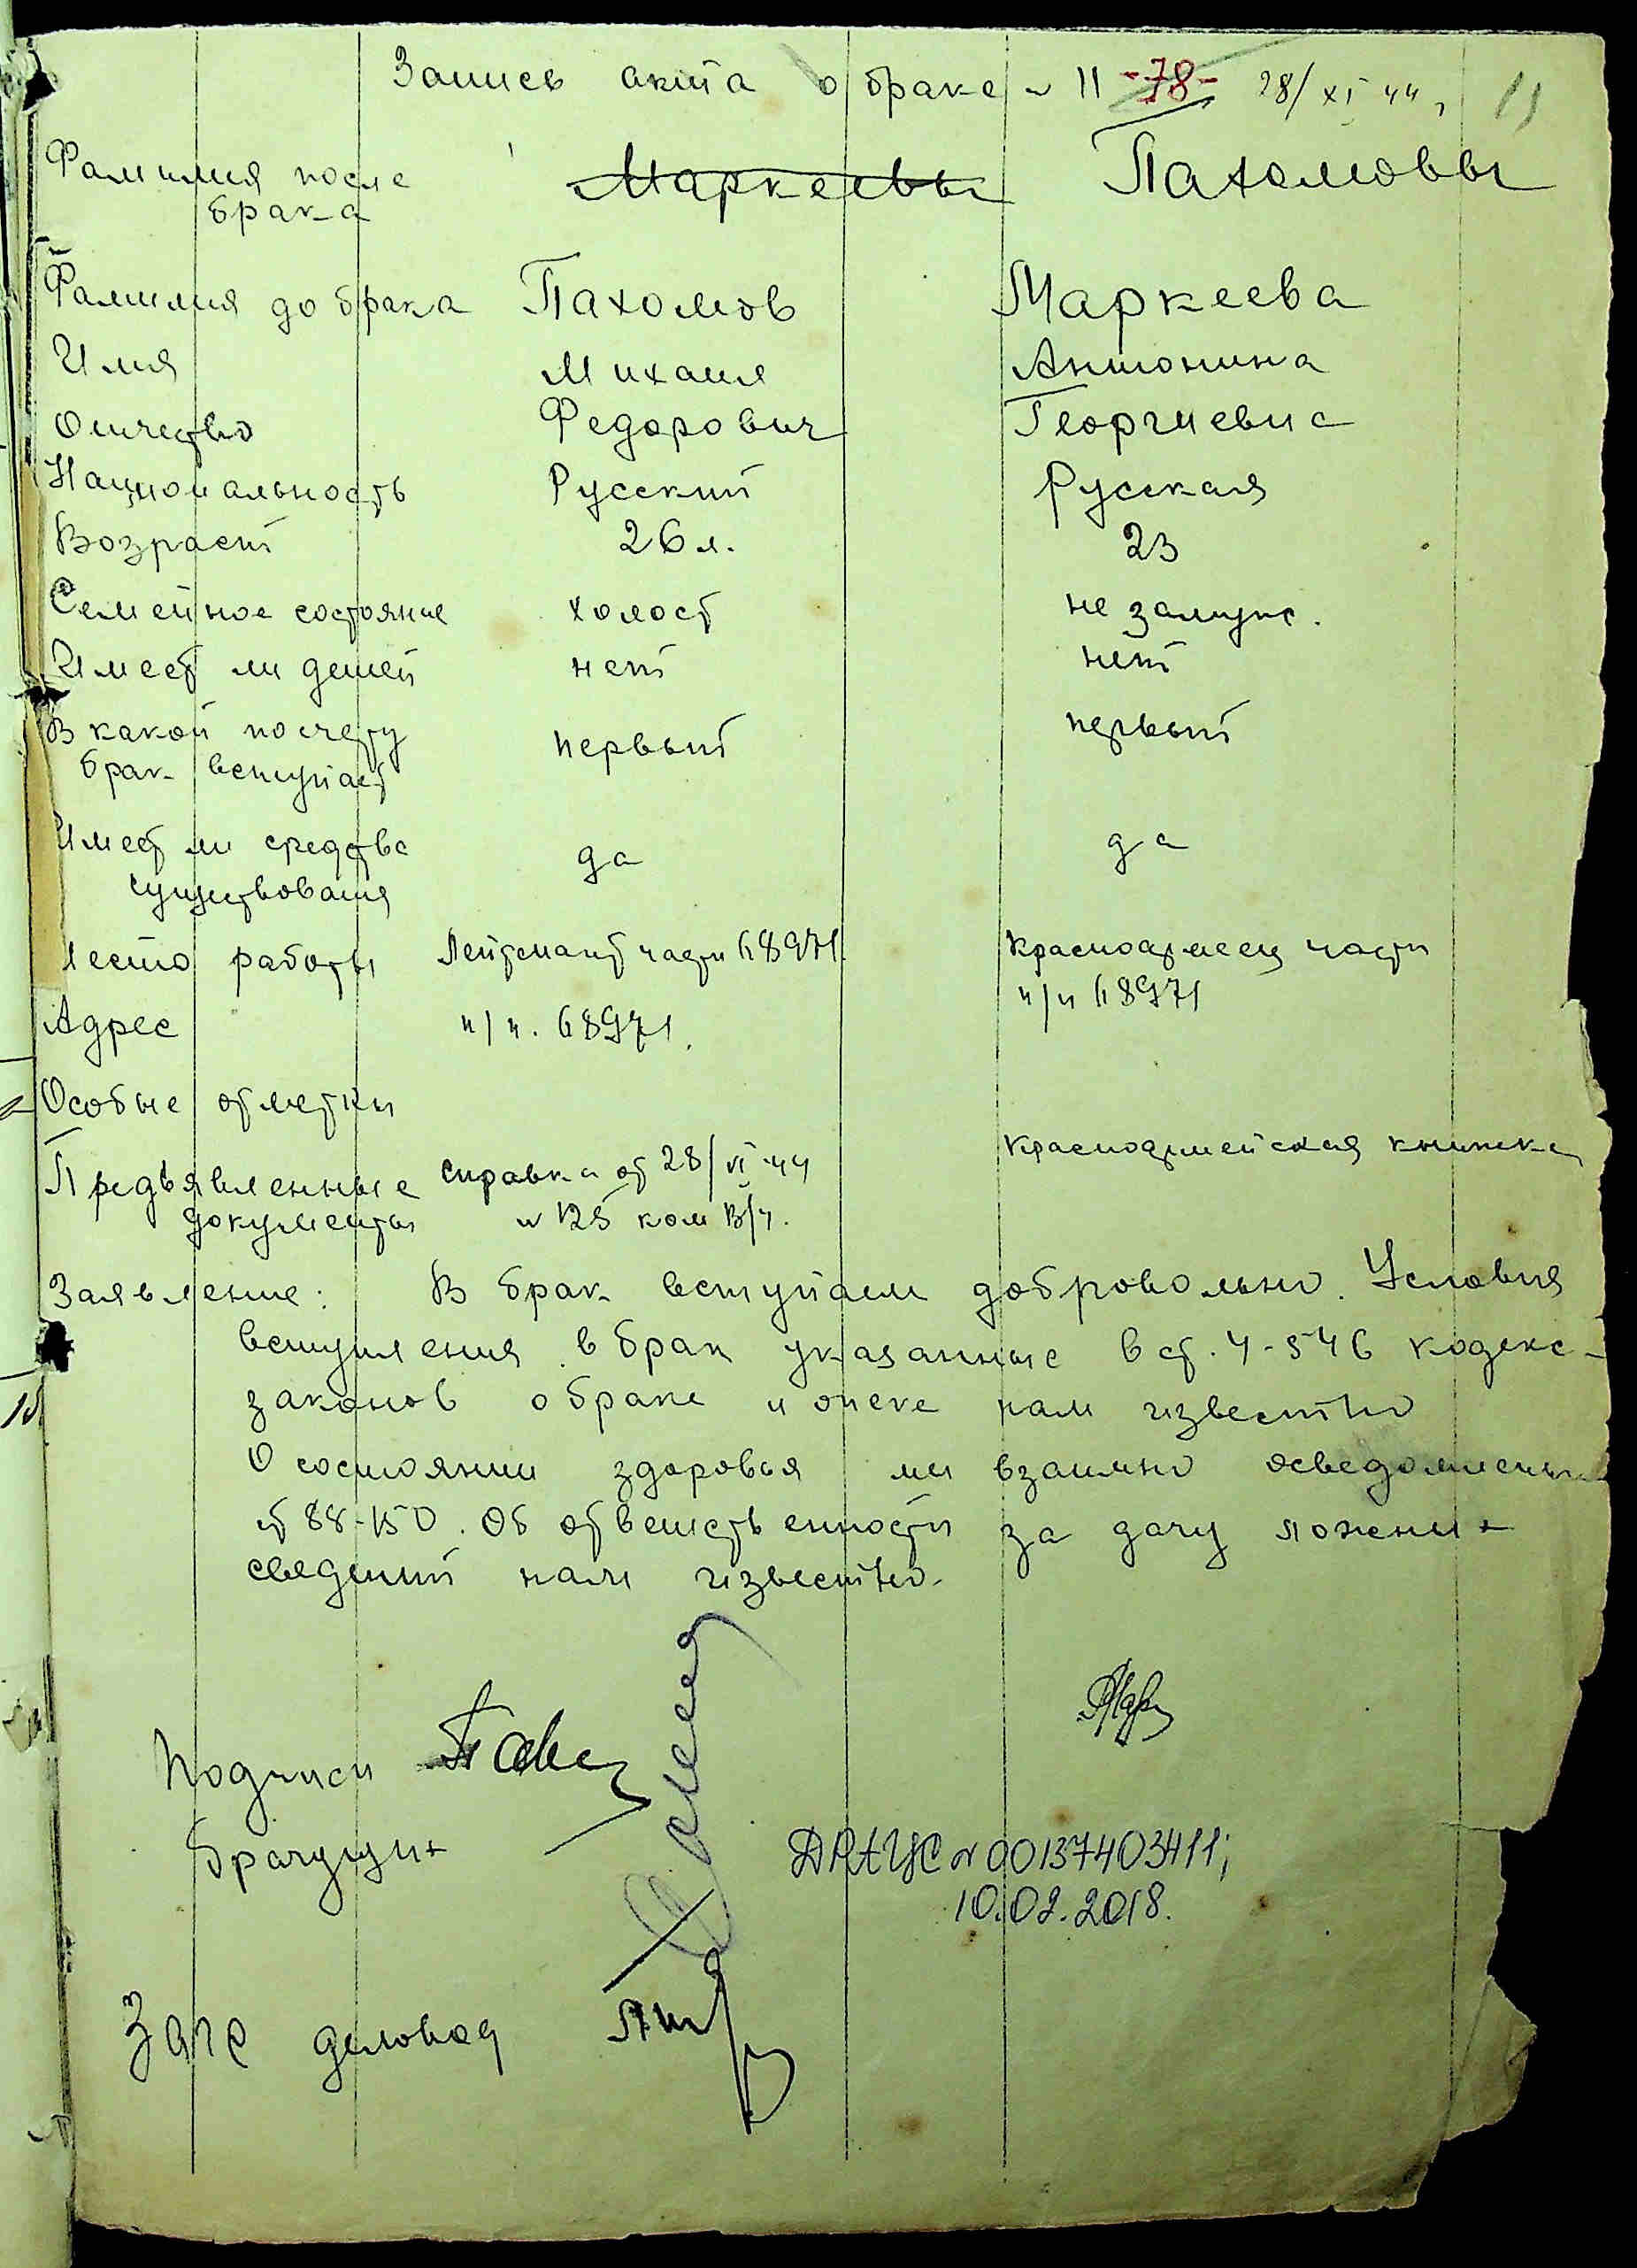 Запись акта о браке № 11 -78- 28/XI 44 11
Фамилия после брака Маркеевы Пахомовы
Фамилия до брака Пахомов Маркеева
Имя Михаил Антонина
Отчество Федорович Георгиевна
Национальность Русский Русская
Возраст 26 л. 23
Семейное состояние холост не замуж.
Имеет ли детей нет нет
В какой по счету
брак вступает первый первый
Имеет ли средства
существования да да
Место работы Лейтенант части 68971. Красноармеец части
п/п 68971
Адрес п/п. 68971.
Особые отметки
Предъявленные справка от 28/XI-44 Красноармейская книжка
документы № 125 ком В/ч.
Заявление: В брак вступаем добровольно. Условия
вступления в брак указанные в ст. 4-5 и 6 кодекс-
законов о браке и опеке нам известно
О состоянии здоровья мы взаимно осведомлены
ст 88-150. Об ответственности за дачу ложных
сведений нам известно.
Подписи
брачущих
ДРАЦС № 00137403411;
10.02.2018.
Загс деловод